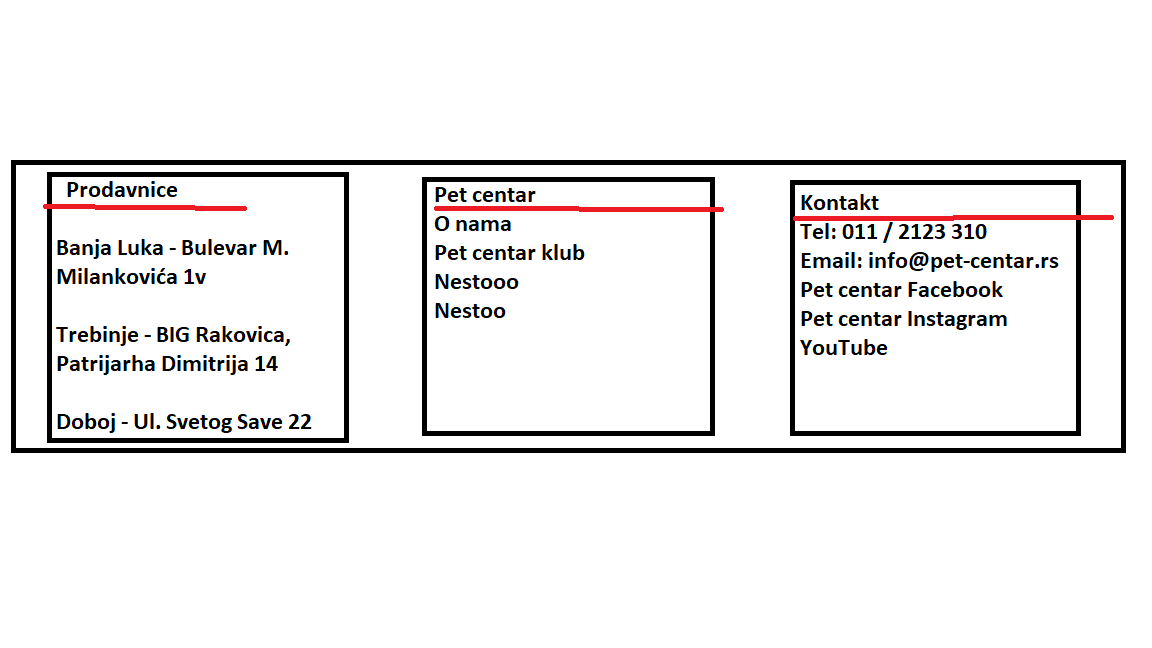 Prodavnice
Banja Luka - Bulevar M.
Milankovića 1v
Trebinje - BIG Rakovica,
Patrijarha Dimitrija 14
Doboj - Ul. Svetog Save 22
Pet centar
O nama
Pet centar klub
Nestooo
Nestoo
Kontakt
Tel: 011 / 2123 310
Email: info@pet-centar.rs
Pet centar Facebook
Pet centar Instagram
YouTube